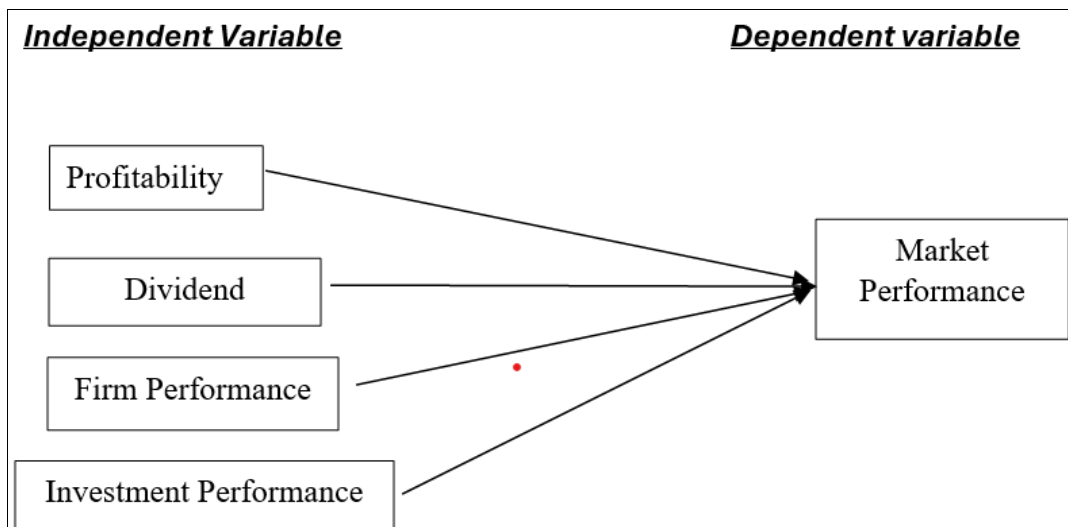 Independent Variable
Dependent variable
Profitability
Dividend
Firm Performance
Investment Performance
Market
Performance